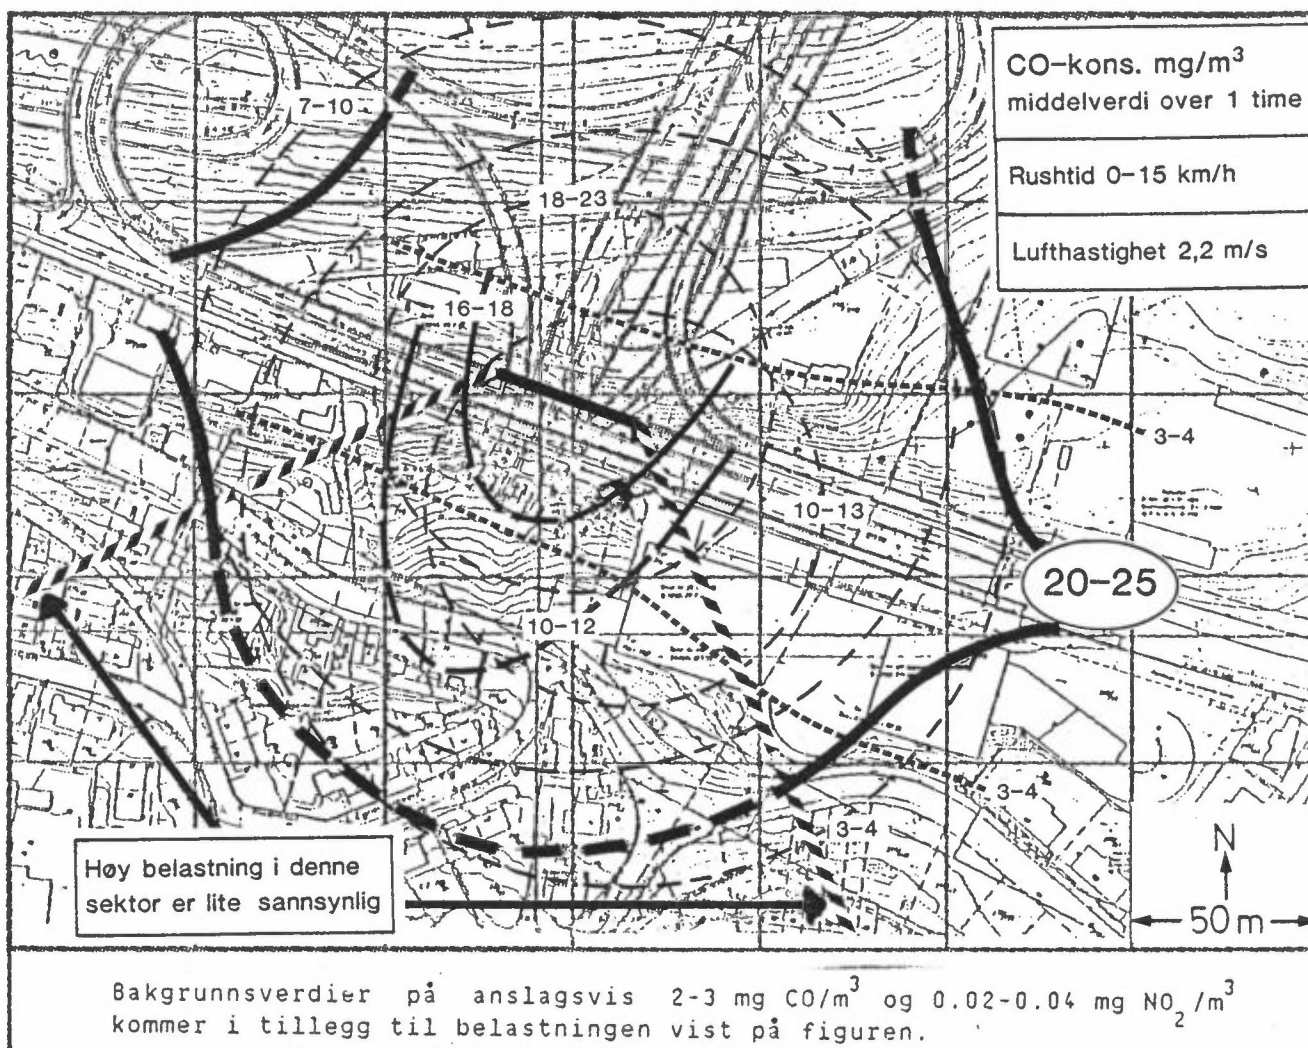 CO-kons. mg/m³
middelverdi over 1 time
Rushtid 0-15 km/h
Lufthastighet 2,2 m/s
7-10
18-23
16-18
3-4
10-13
20-25
10-12
3-4
3-4
Høy belastning i denne
sektor er lite sannsynlig
N
50 m
Bakgrunnsverdier på anslagsvis 2-3 mg CO/m³ og 0.02-0.04 mg NO₂/m³
kommer i tillegg til belastningen vist på figuren.